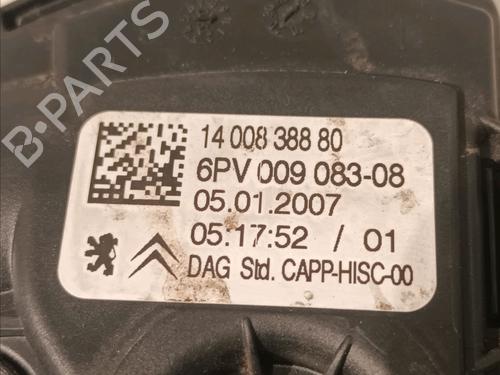 14 008 388 80
6PV 009 083-08
05.01.2007
05.17:52 / 01
DAG Std. CAPP-HISC-00
B-PARTS